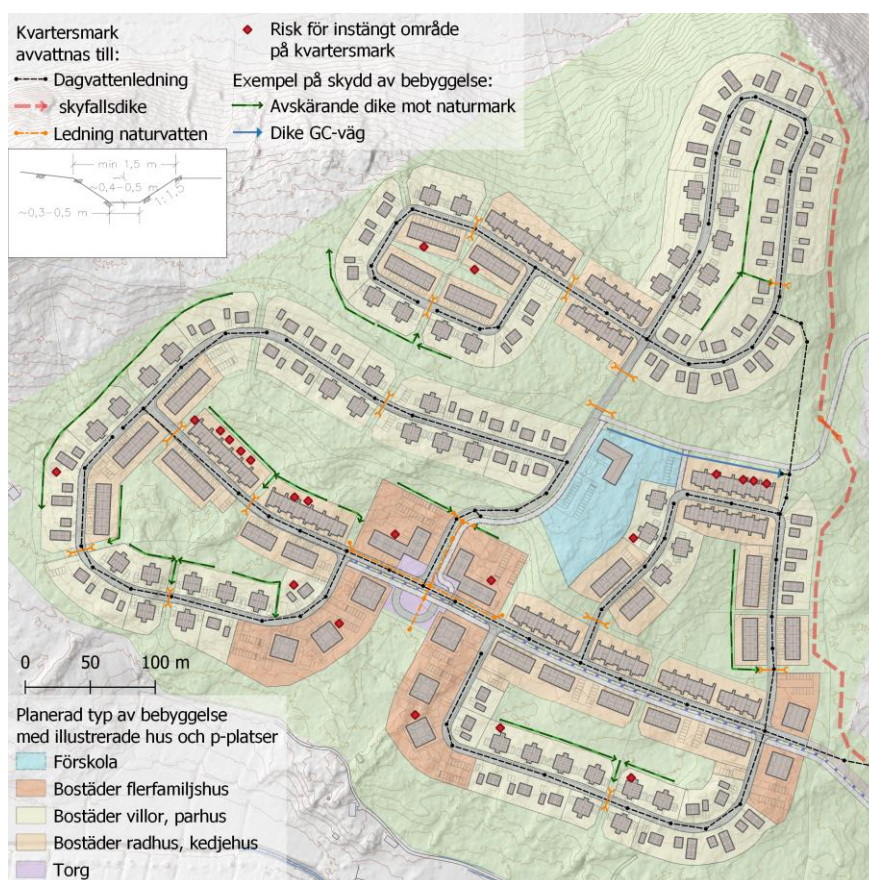 Kvartersmark
avvattnas till:
Dagvattenledning
skyfallsdike
Ledning naturvatten
Risk för instängt område
på kvartersmark
Exempel på skydd av bebyggelse:
Avskärande dike mot naturmark
Dike GC-väg
min 1,5 m
~0,4-0,5 m
1:1,5
~0,3-0,5 m
0 50 100 m
Planerad typ av bebyggelse
med illustrerade hus och p-platser
Förskola
Bostäder flerfamiljshus
Bostäder villor, parhus
Bostäder radhus, kedjehus
Torg